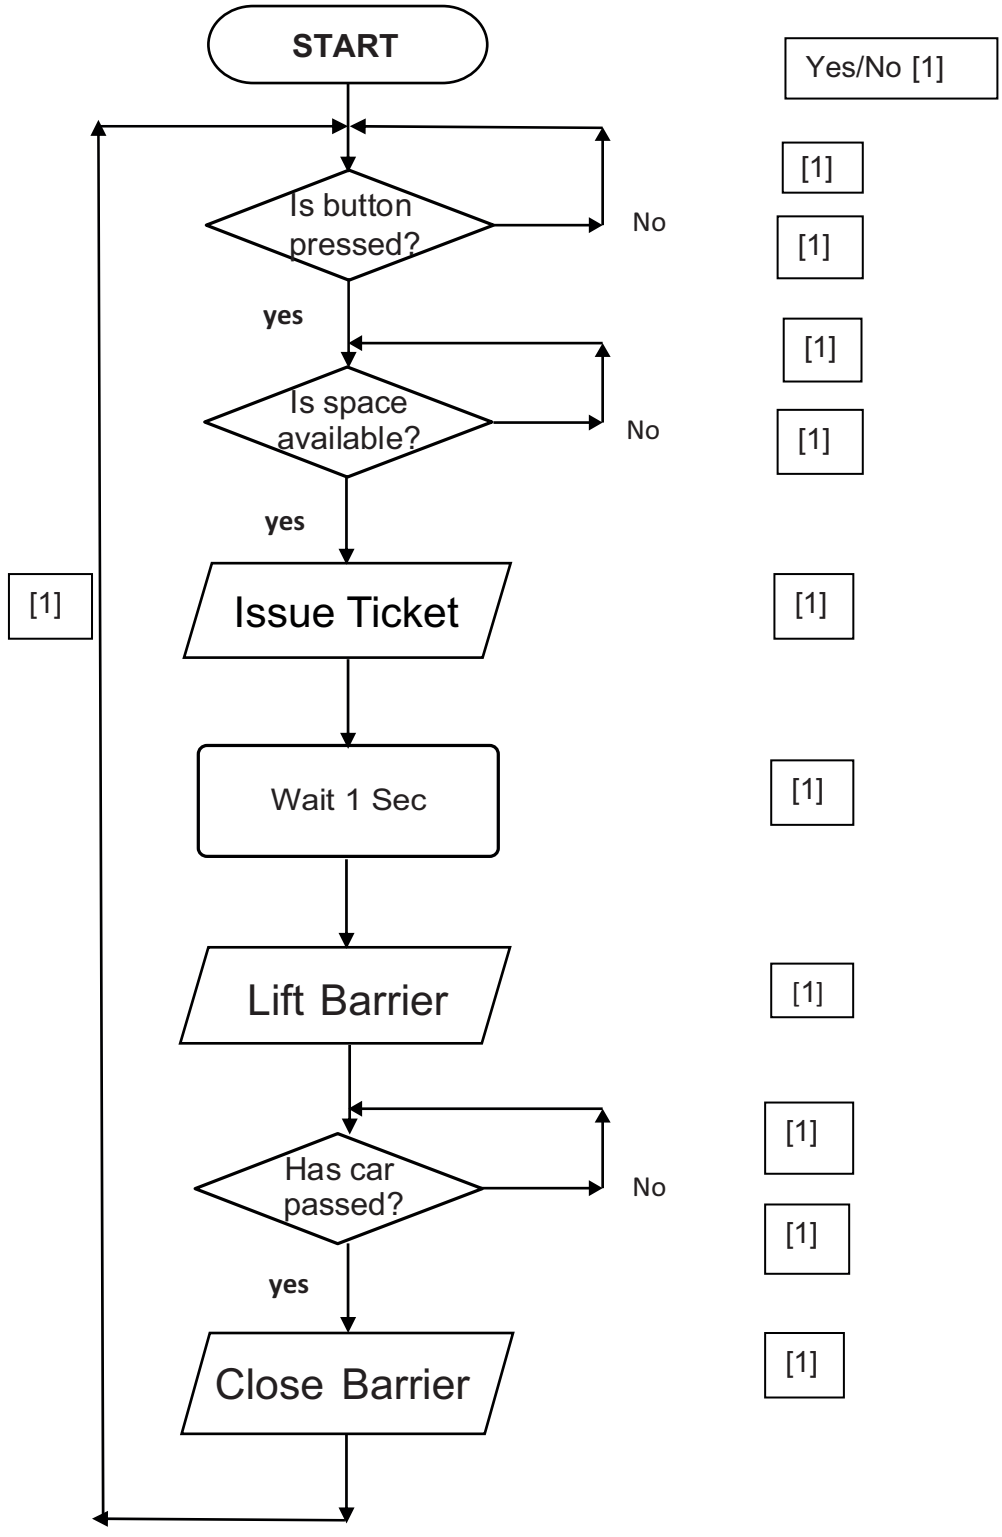 START
Yes/No [1]
[1]
Is button
pressed?
No
[1]
yes
[1]
Is space
available?
No
[1]
yes
[1]
Issue Ticket
[1]
Wait 1 Sec
[1]
Lift Barrier
[1]
[1]
Has car
passed?
No
[1]
yes
Close Barrier
[1]